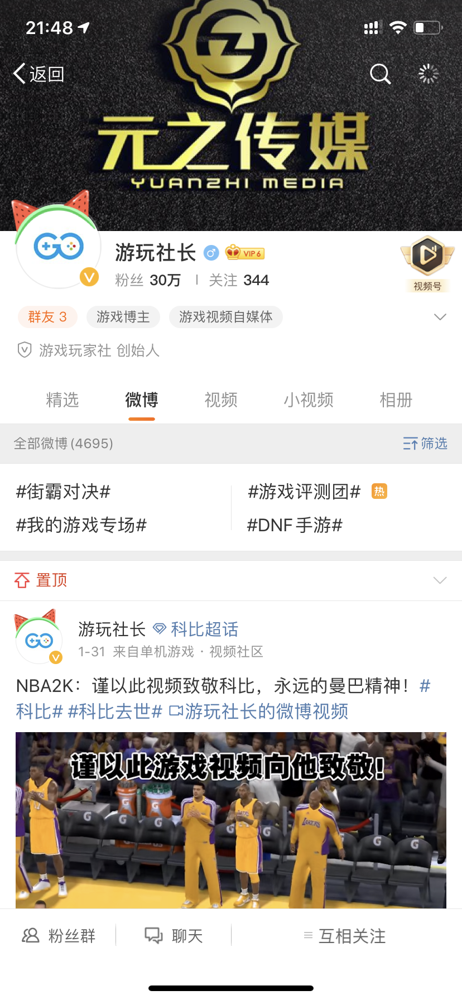 21:48
返回
元之传媒
YUANZHI MEDIA
游玩社长 VIP 6
粉丝 30万 | 关注 344
视频号
群友 3 游戏博主 游戏视频自媒体
游戏玩家社 创始人
精选 微博 视频 小视频 相册
全部微博(4695) 筛选
#街霸对决# #游戏评测团# 热
#我的游戏专场# #DNF手游#
置顶
游玩社长 科比超话
1-31 来自单机游戏 · 视频社区
NBA2K：谨以此视频致敬科比，永远的曼巴精神！#
科比# #科比去世# 游玩社长的微博视频
谨以此游戏视频向他致敬！
LAKERS
粉丝群 聊天 互相关注